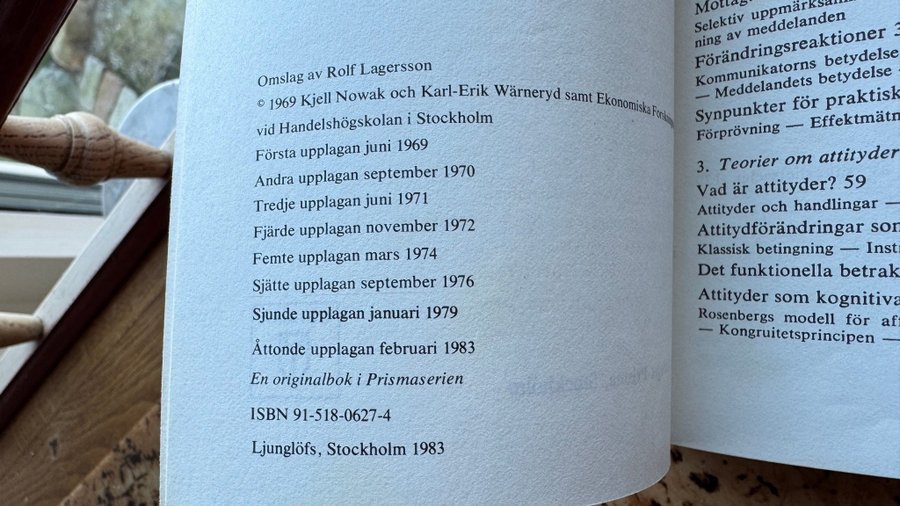 Omslag av Rolf Lagersson
© 1969 Kjell Nowak och Karl-Erik Wärneryd samt Ekonomiska
vid Handelshögskolan i Stockholm
Första upplagan juni 1969
Andra upplagan september 1970
Tredje upplagan juni 1971
Fjärde upplagan november 1972
Femte upplagan mars 1974
Sjätte upplagan september 1976
Sjunde upplagan januari 1979
Åttonde upplagan februari 1983
En originalbok i Prismaserien
ISBN 91-518-0627-4
Ljunglöfs, Stockholm 1983
Selektiv
ning av meddelanden
Förändringsreaktioner 3
Kommunikatorns betydelse
— Meddelandets betydelse —
Synpunkter för praktisk
Förprövning — Effektmätn
3. Teorier om attityder
Vad är attityder? 59
Attityder och handlingar —
Attitydförändringar som
Klassisk betingning — Inst
Det funktionella betrak
Attityder som kognitiva
Rosenbergs modell för aff
— Kongruitetsprincipen —